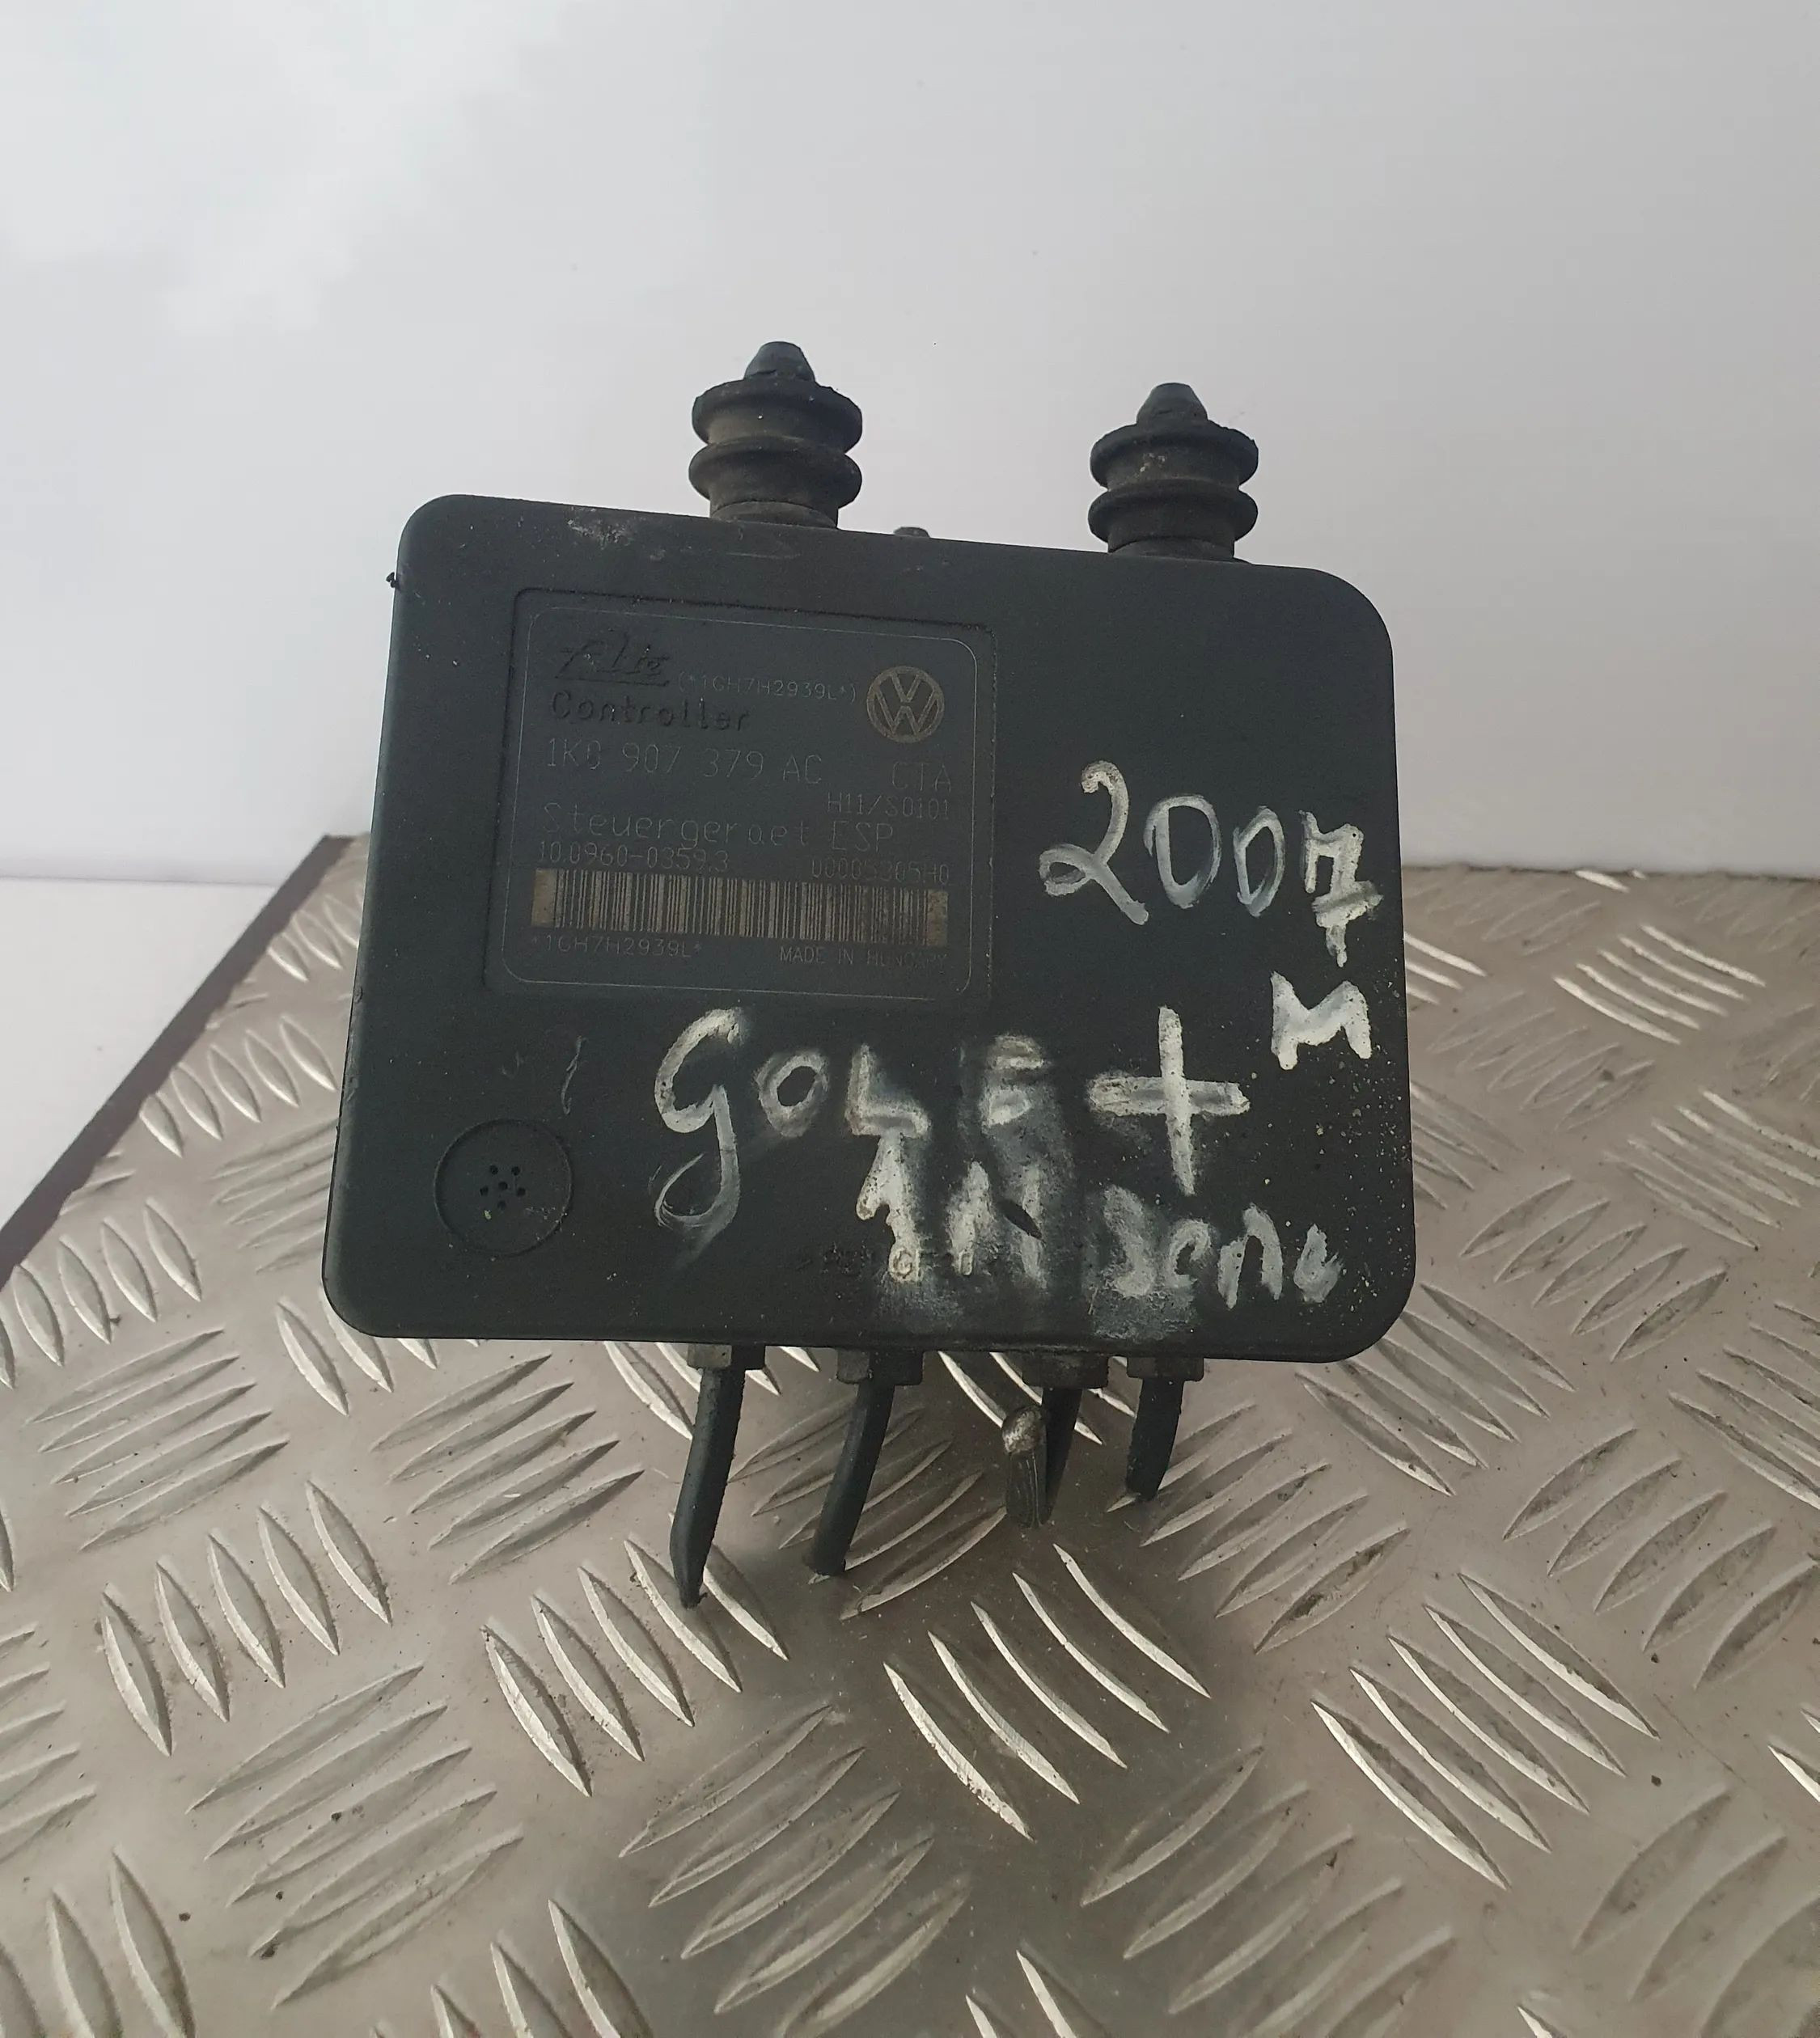 Ate (*1GH7H2939L*)
Controller
1K0 907 379 AC CTA
H11/S0101
Steuergeraet ESP
10.0960-0359.3 00005305H0
*1GH7H2939L* MADE IN HUNGARY
2007
M
GOLF +